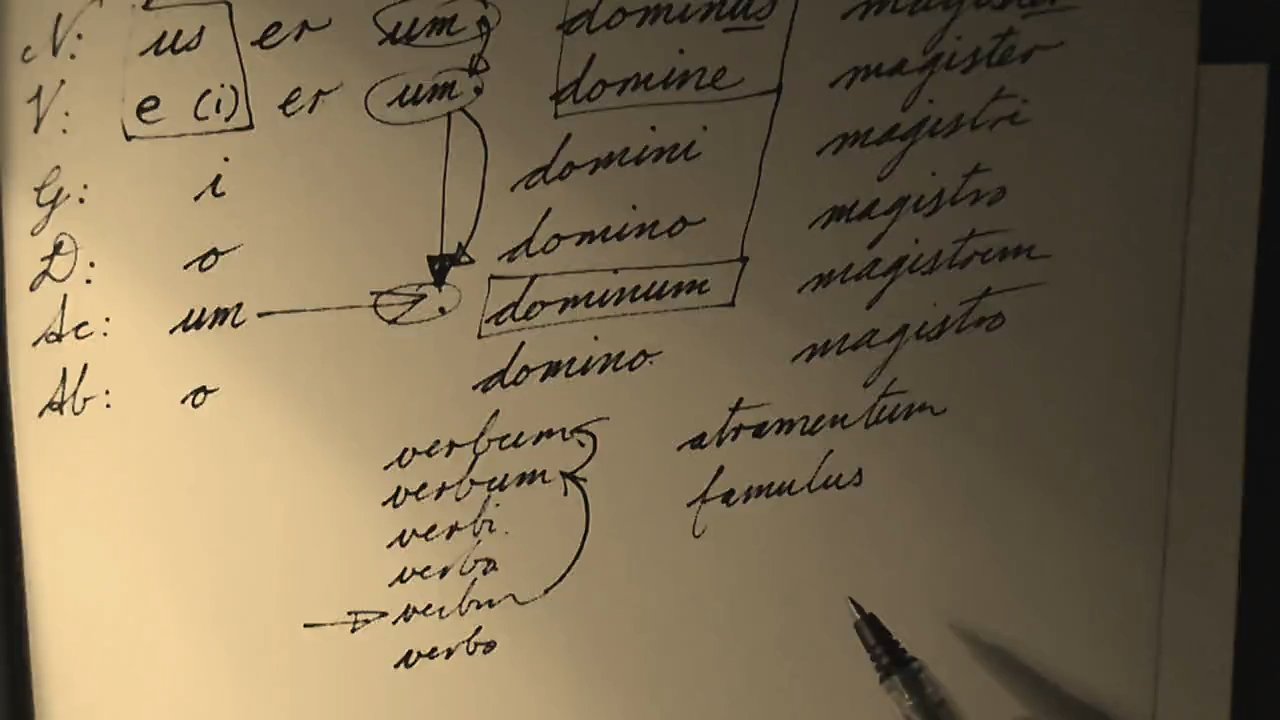 N: us er um dominus magister
V: e (i) er um domine magister
G: i domini magistri
D: o domino magistro
Ac: um dominum magistrum
Ab: o domino. magistro
verbum atramentum
verbum famulus
verbi.
verbo
verbum
verbo